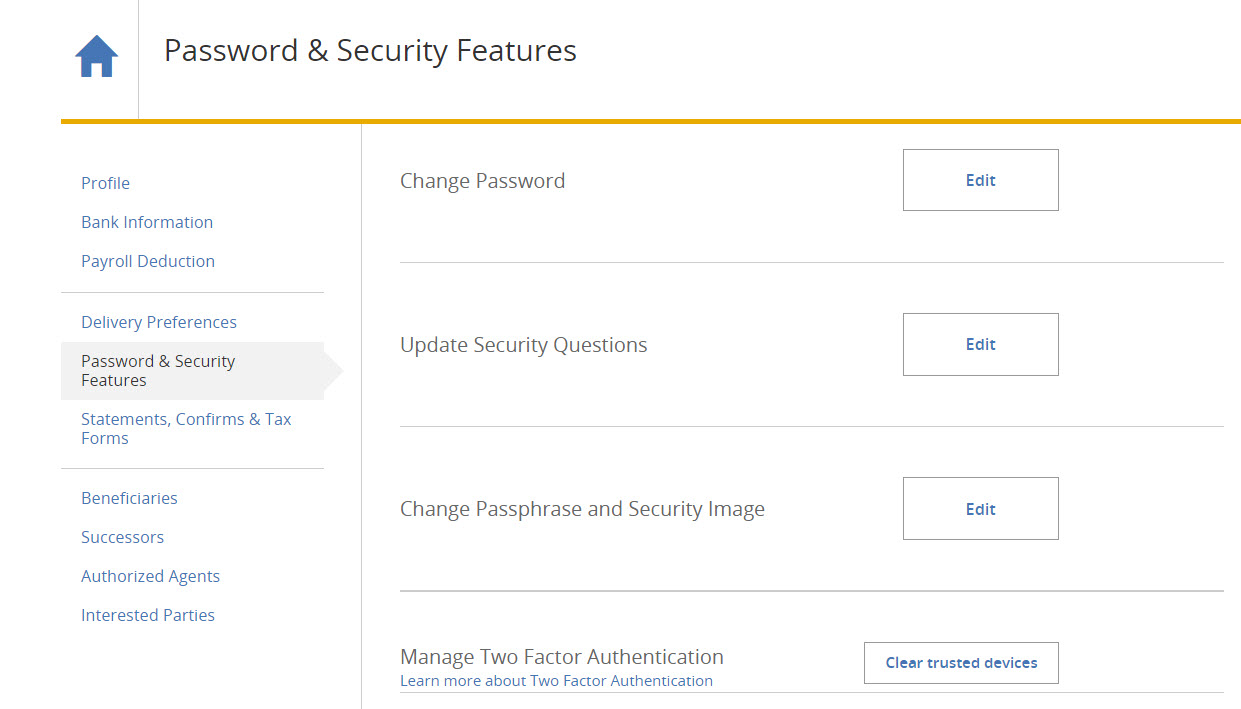 Password & Security Features
Profile
Bank Information
Payroll Deduction
Delivery Preferences
Password & Security
Features
Statements, Confirms & Tax
Forms
Beneficiaries
Successors
Authorized Agents
Interested Parties
Change Password
Edit
Update Security Questions
Edit
Change Passphrase and Security Image
Edit
Manage Two Factor Authentication
Learn more about Two Factor Authentication
Clear trusted devices